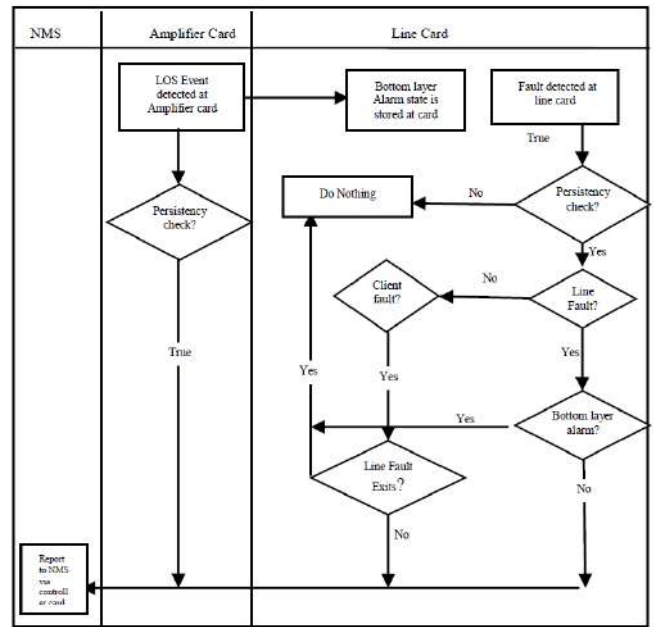 NMS
Amplifier Card
Line Card
LOS Event
detected at
Amplifier card
Bottom layer
Alarm state is
stored at card
Fault detected at
line card
True
Persistency
check?
Do Nothing
No
Persistency
check?
Yes
Client
fault?
No
Line
Fault?
True
Yes
Yes
Yes
Yes
Bottom layer
alarm?
Line Fault
Exits?
No
No
Report
to NMS
via
controll
er card